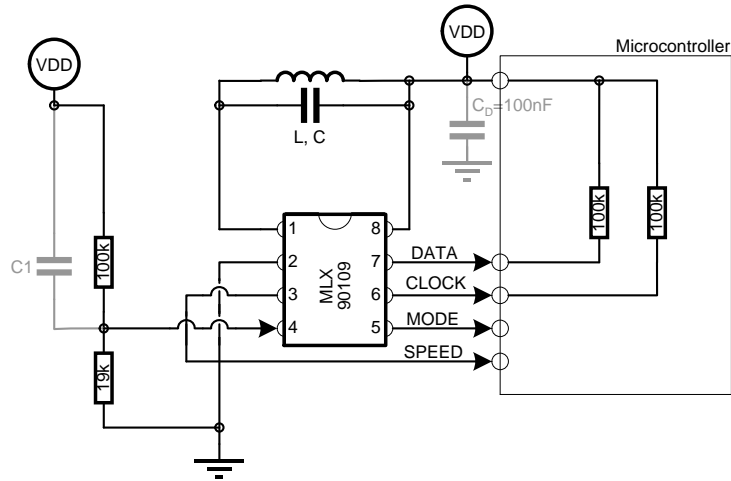 VDD
VDD
Microcontroller
C_D=100nF
L, C
C1
100k
19k
1
2
3
4
MLX
90109
8
7
6
5
DATA
CLOCK
MODE
SPEED
100k
100k